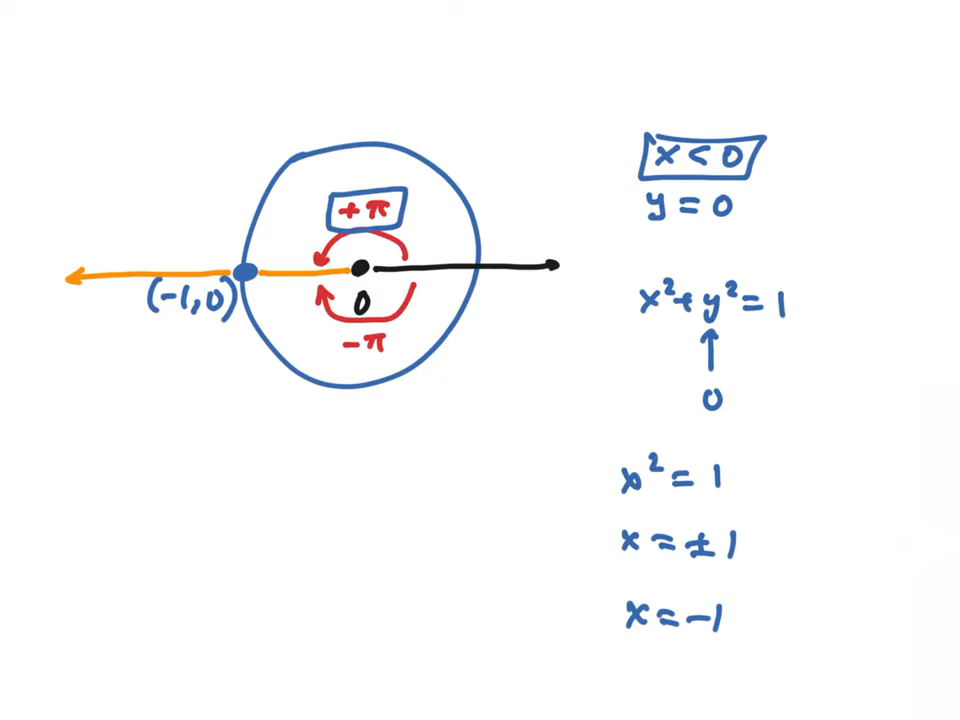 +π
(-1,0)
0
-π
x < 0
y = 0
x² + y² = 1
0
x² = 1
x = ± 1
x = -1